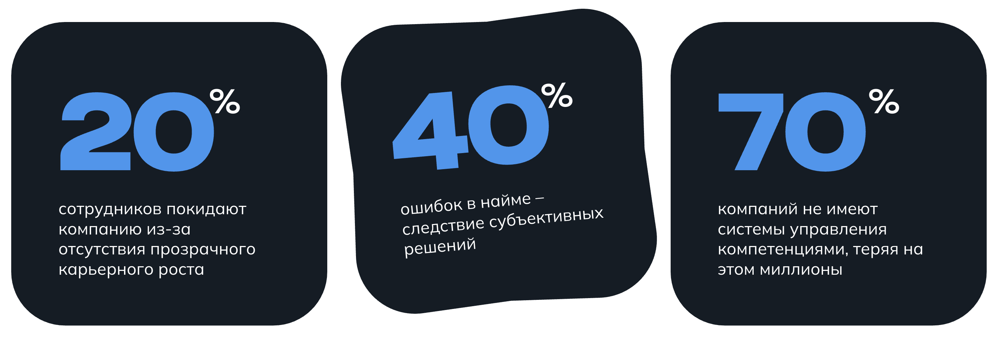 20%
сотрудников покидают
компанию из-за
отсутствия прозрачного
карьерного роста
40%
ошибок в найме –
следствие субъективных
решений
70%
компаний не имеют
системы управления
компетенциями, теряя на
этом миллионы